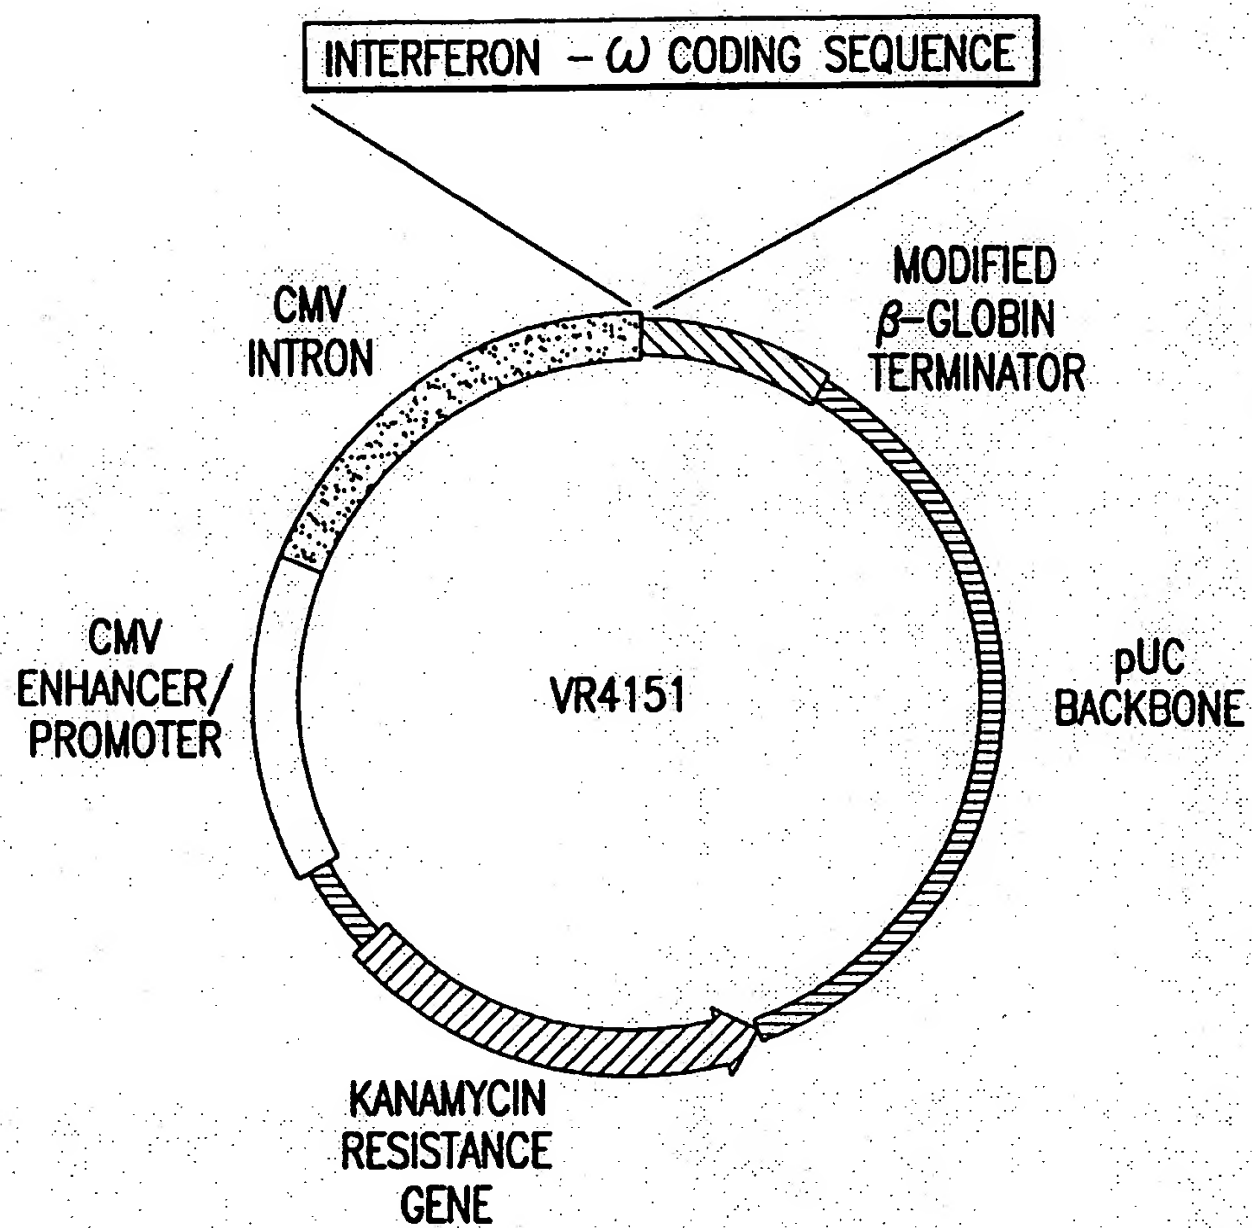 INTERFERON - ω CODING SEQUENCE
MODIFIED
β-GLOBIN
TERMINATOR
CMV
INTRON
CMV
ENHANCER/
PROMOTER
VR4151
pUC
BACKBONE
KANAMYCIN
RESISTANCE
GENE